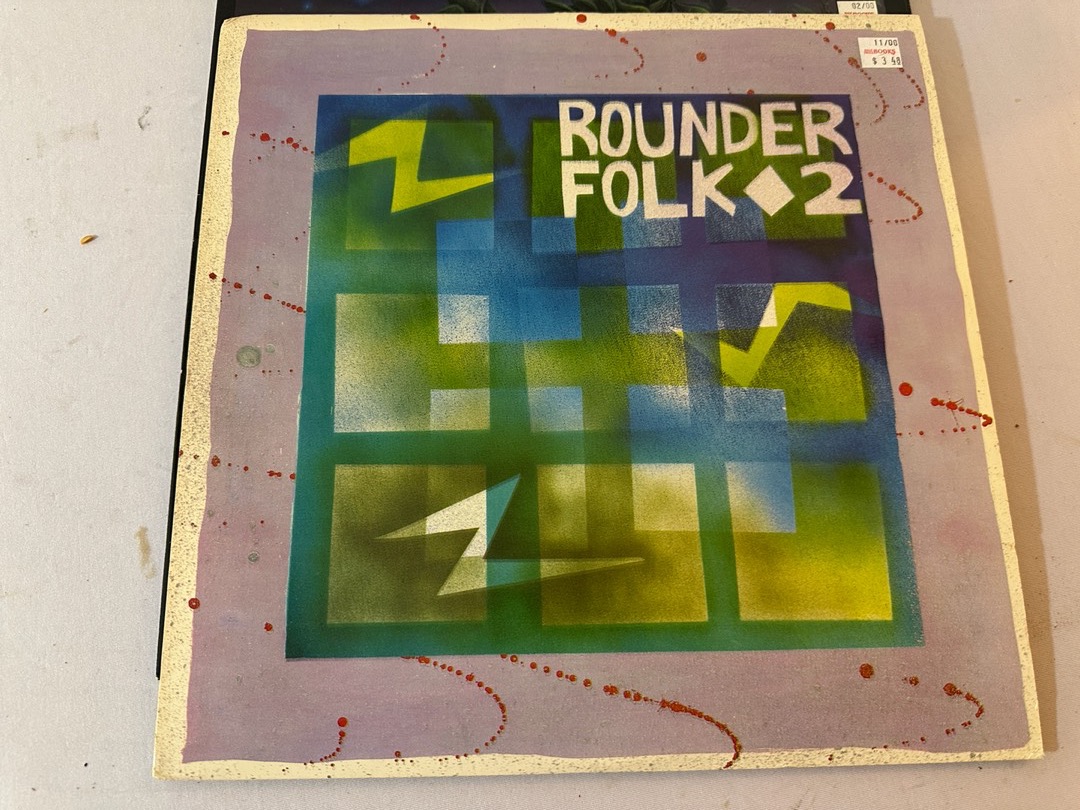 02/00
11/00
$ 3.48
ROUNDER
FOLK◆2